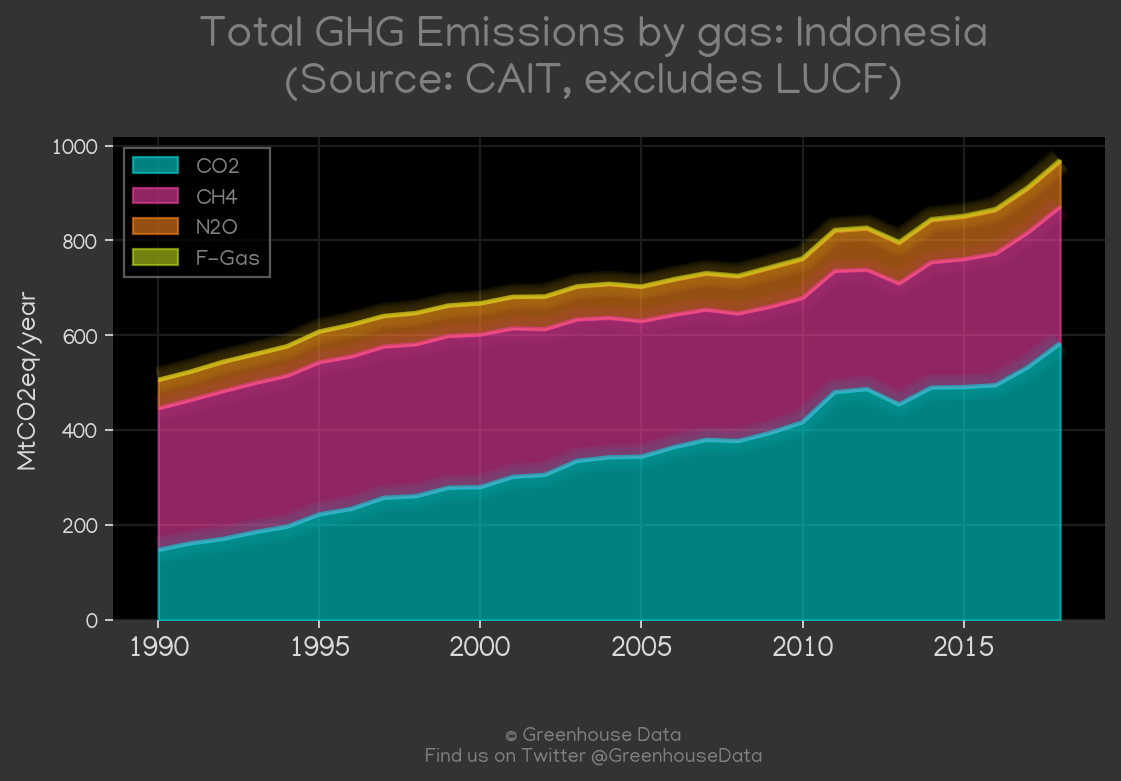 Total GHG Emissions by gas: Indonesia
(Source: CAIT, excludes LUCF)
1000
800
600
400
200
0
MtCO2eq/year
CO2
CH4
N2O
F-Gas
1990 1995 2000 2005 2010 2015
© Greenhouse Data
Find us on Twitter @GreenhouseData